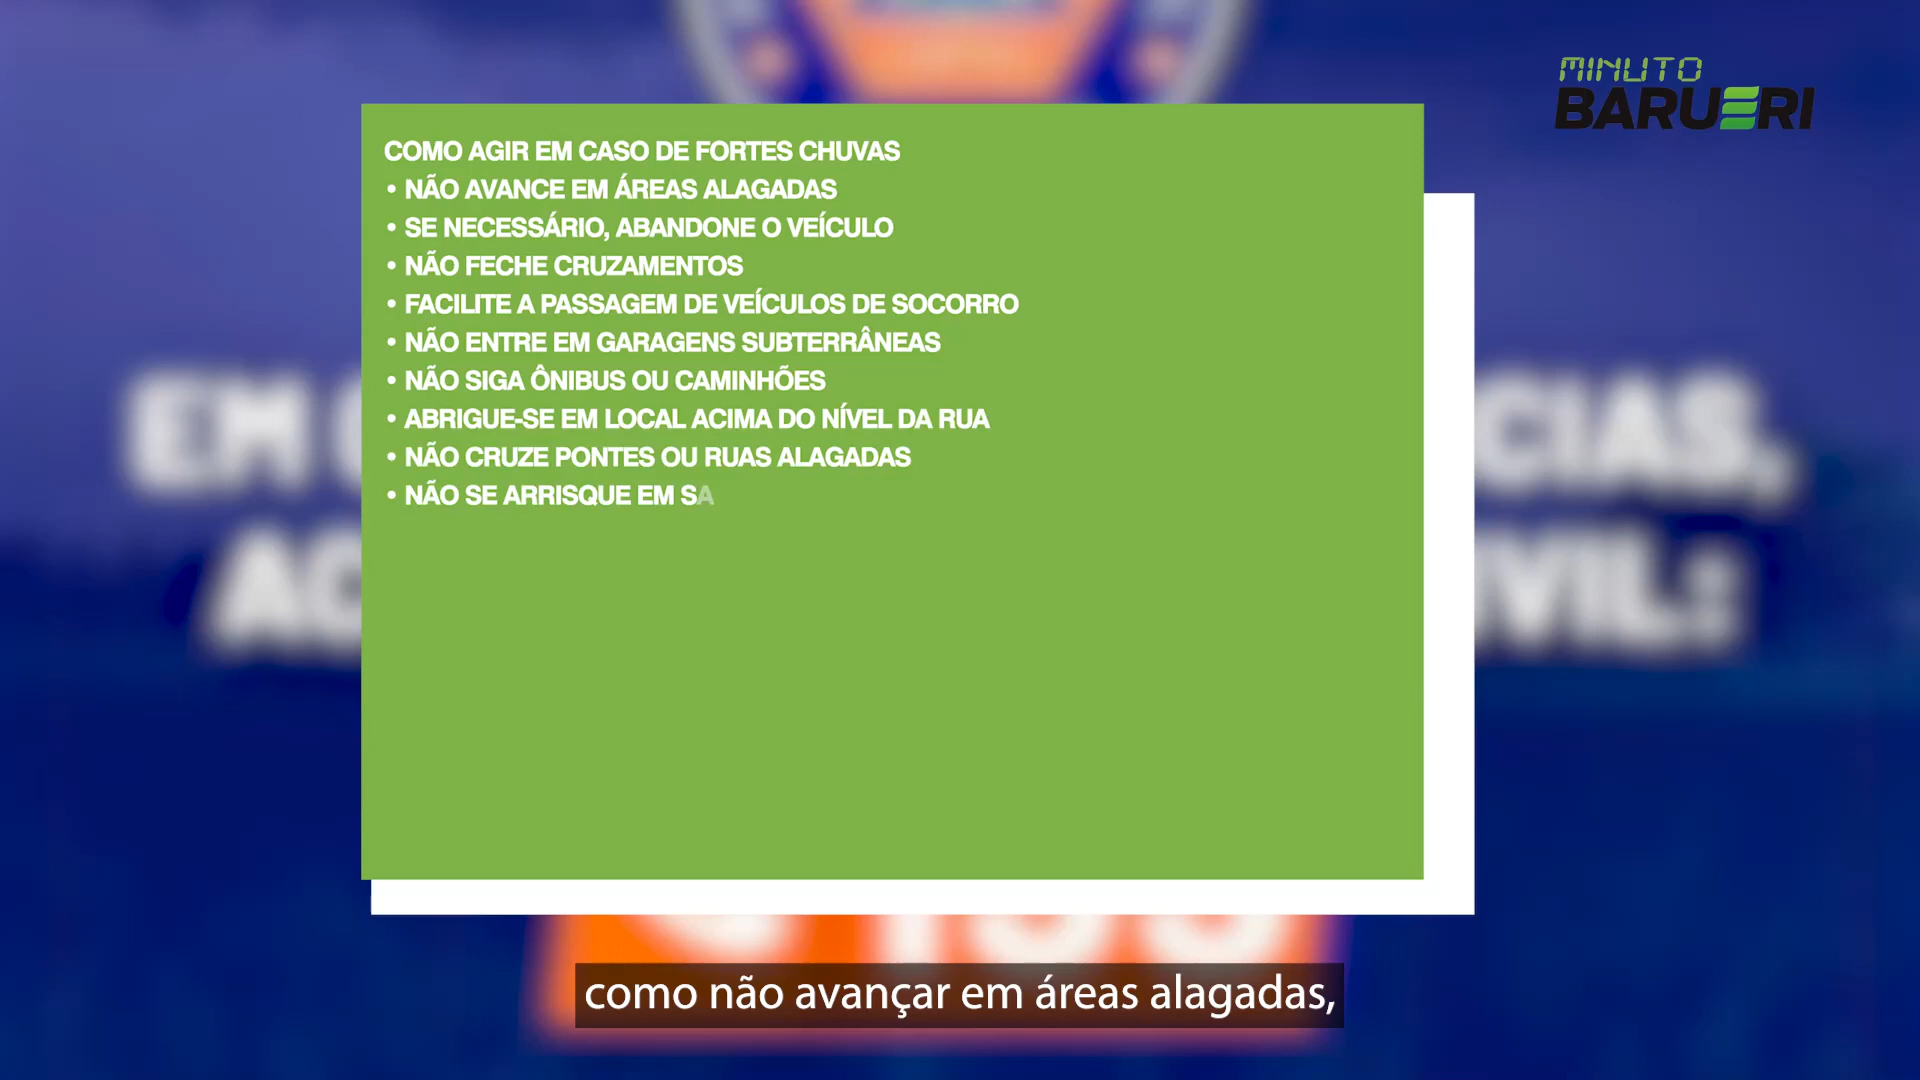 MINUTO
BARUERI
COMO AGIR EM CASO DE FORTES CHUVAS
• NÃO AVANCE EM ÁREAS ALAGADAS
• SE NECESSÁRIO, ABANDONE O VEÍCULO
• NÃO FECHE CRUZAMENTOS
• FACILITE A PASSAGEM DE VEÍCULOS DE SOCORRO
• NÃO ENTRE EM GARAGENS SUBTERRÂNEAS
• NÃO SIGA ÔNIBUS OU CAMINHÕES
• ABRIGUE-SE EM LOCAL ACIMA DO NÍVEL DA RUA
• NÃO CRUZE PONTES OU RUAS ALAGADAS
• NÃO SE ARRISQUE EM SA
EM
como não avançar em áreas alagadas,